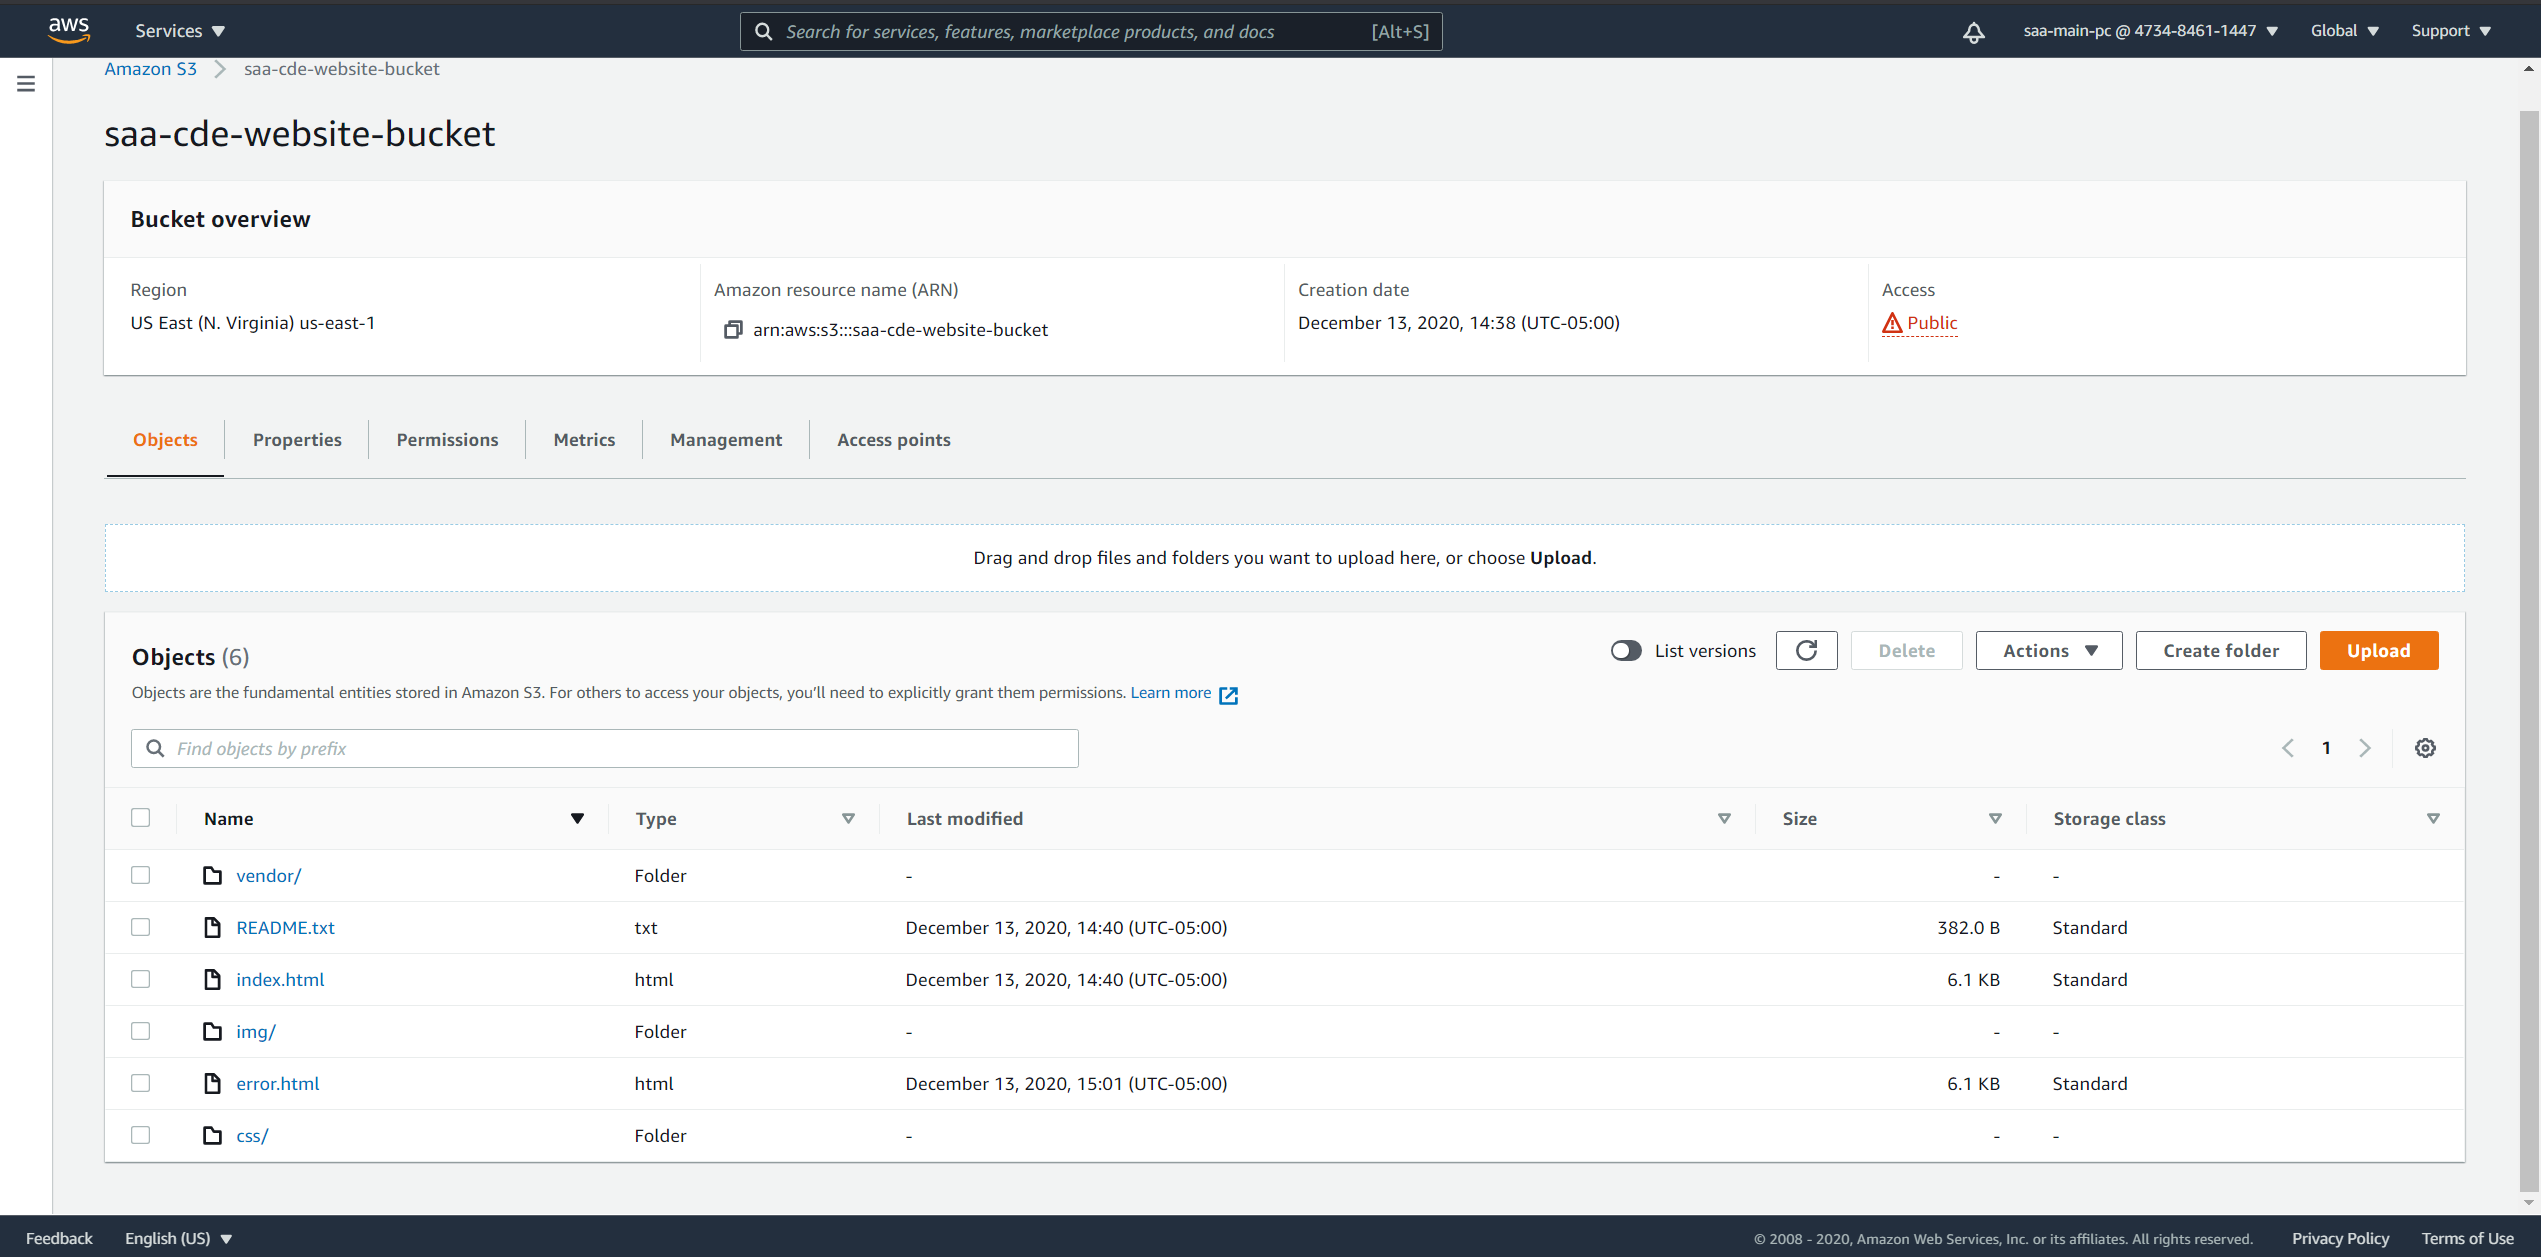 aws Services Search for services, features, marketplace products, and docs [Alt+S] saa-main-pc @ 4734-8461-1447 Global Support
Amazon S3 saa-cde-website-bucket
saa-cde-website-bucket
Bucket overview
Region Amazon resource name (ARN) Creation date Access
US East (N. Virginia) us-east-1 arn:aws:s3:::saa-cde-website-bucket December 13, 2020, 14:38 (UTC-05:00) Public
Objects Properties Permissions Metrics Management Access points
Drag and drop files and folders you want to upload here, or choose Upload.
Objects (6) List versions Delete Actions Create folder Upload
Objects are the fundamental entities stored in Amazon S3. For others to access your objects, you'll need to explicitly grant them permissions. Learn more
Find objects by prefix 1
Name Type Last modified Size Storage class
vendor/ Folder - - -
README.txt txt December 13, 2020, 14:40 (UTC-05:00) 382.0 B Standard
index.html html December 13, 2020, 14:40 (UTC-05:00) 6.1 KB Standard
img/ Folder - - -
error.html html December 13, 2020, 15:01 (UTC-05:00) 6.1 KB Standard
css/ Folder - - -
Feedback English (US) © 2008 - 2020, Amazon Web Services, Inc. or its affiliates. All rights reserved. Privacy Policy Terms of Use